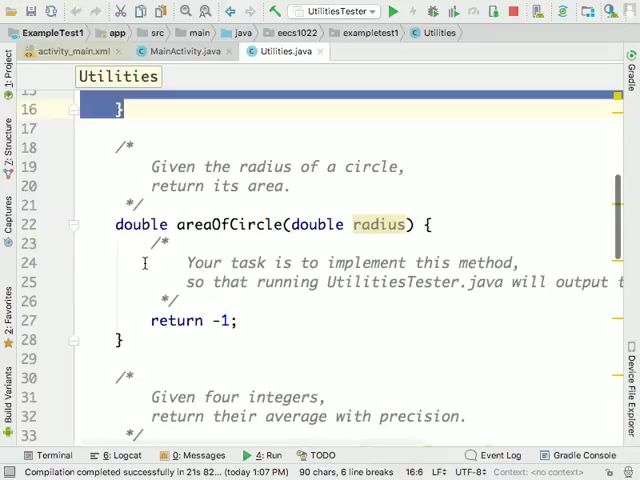 UtilitiesTester
ExampleTest1 app src main java eecs1022 exampletest1 Utilities
activity_main.xml MainActivity.java Utilities.java
Utilities
1: Project
7: Structure
Captures
2: Favorites
Build Variants
Gradle
Device File Explorer
16 }
17
18 /*
19 Given the radius of a circle,
20 return its area.
21 */
22 double areaOfCircle(double radius) {
23 /*
24 Your task is to implement this method,
25 so that running UtilitiesTester.java will output
26 */
27 return -1;
28 }
29
30 /*
31 Given four integers,
32 return their average with precision.
33 */
Terminal 6: Logcat 0: Messages 4: Run TODO Event Log Gradle Console
Compilation completed successfully in 21s 82... (today 1:07 PM) 90 chars, 6 line breaks 16:6 LF÷ UTF-8÷ Context: <no context>